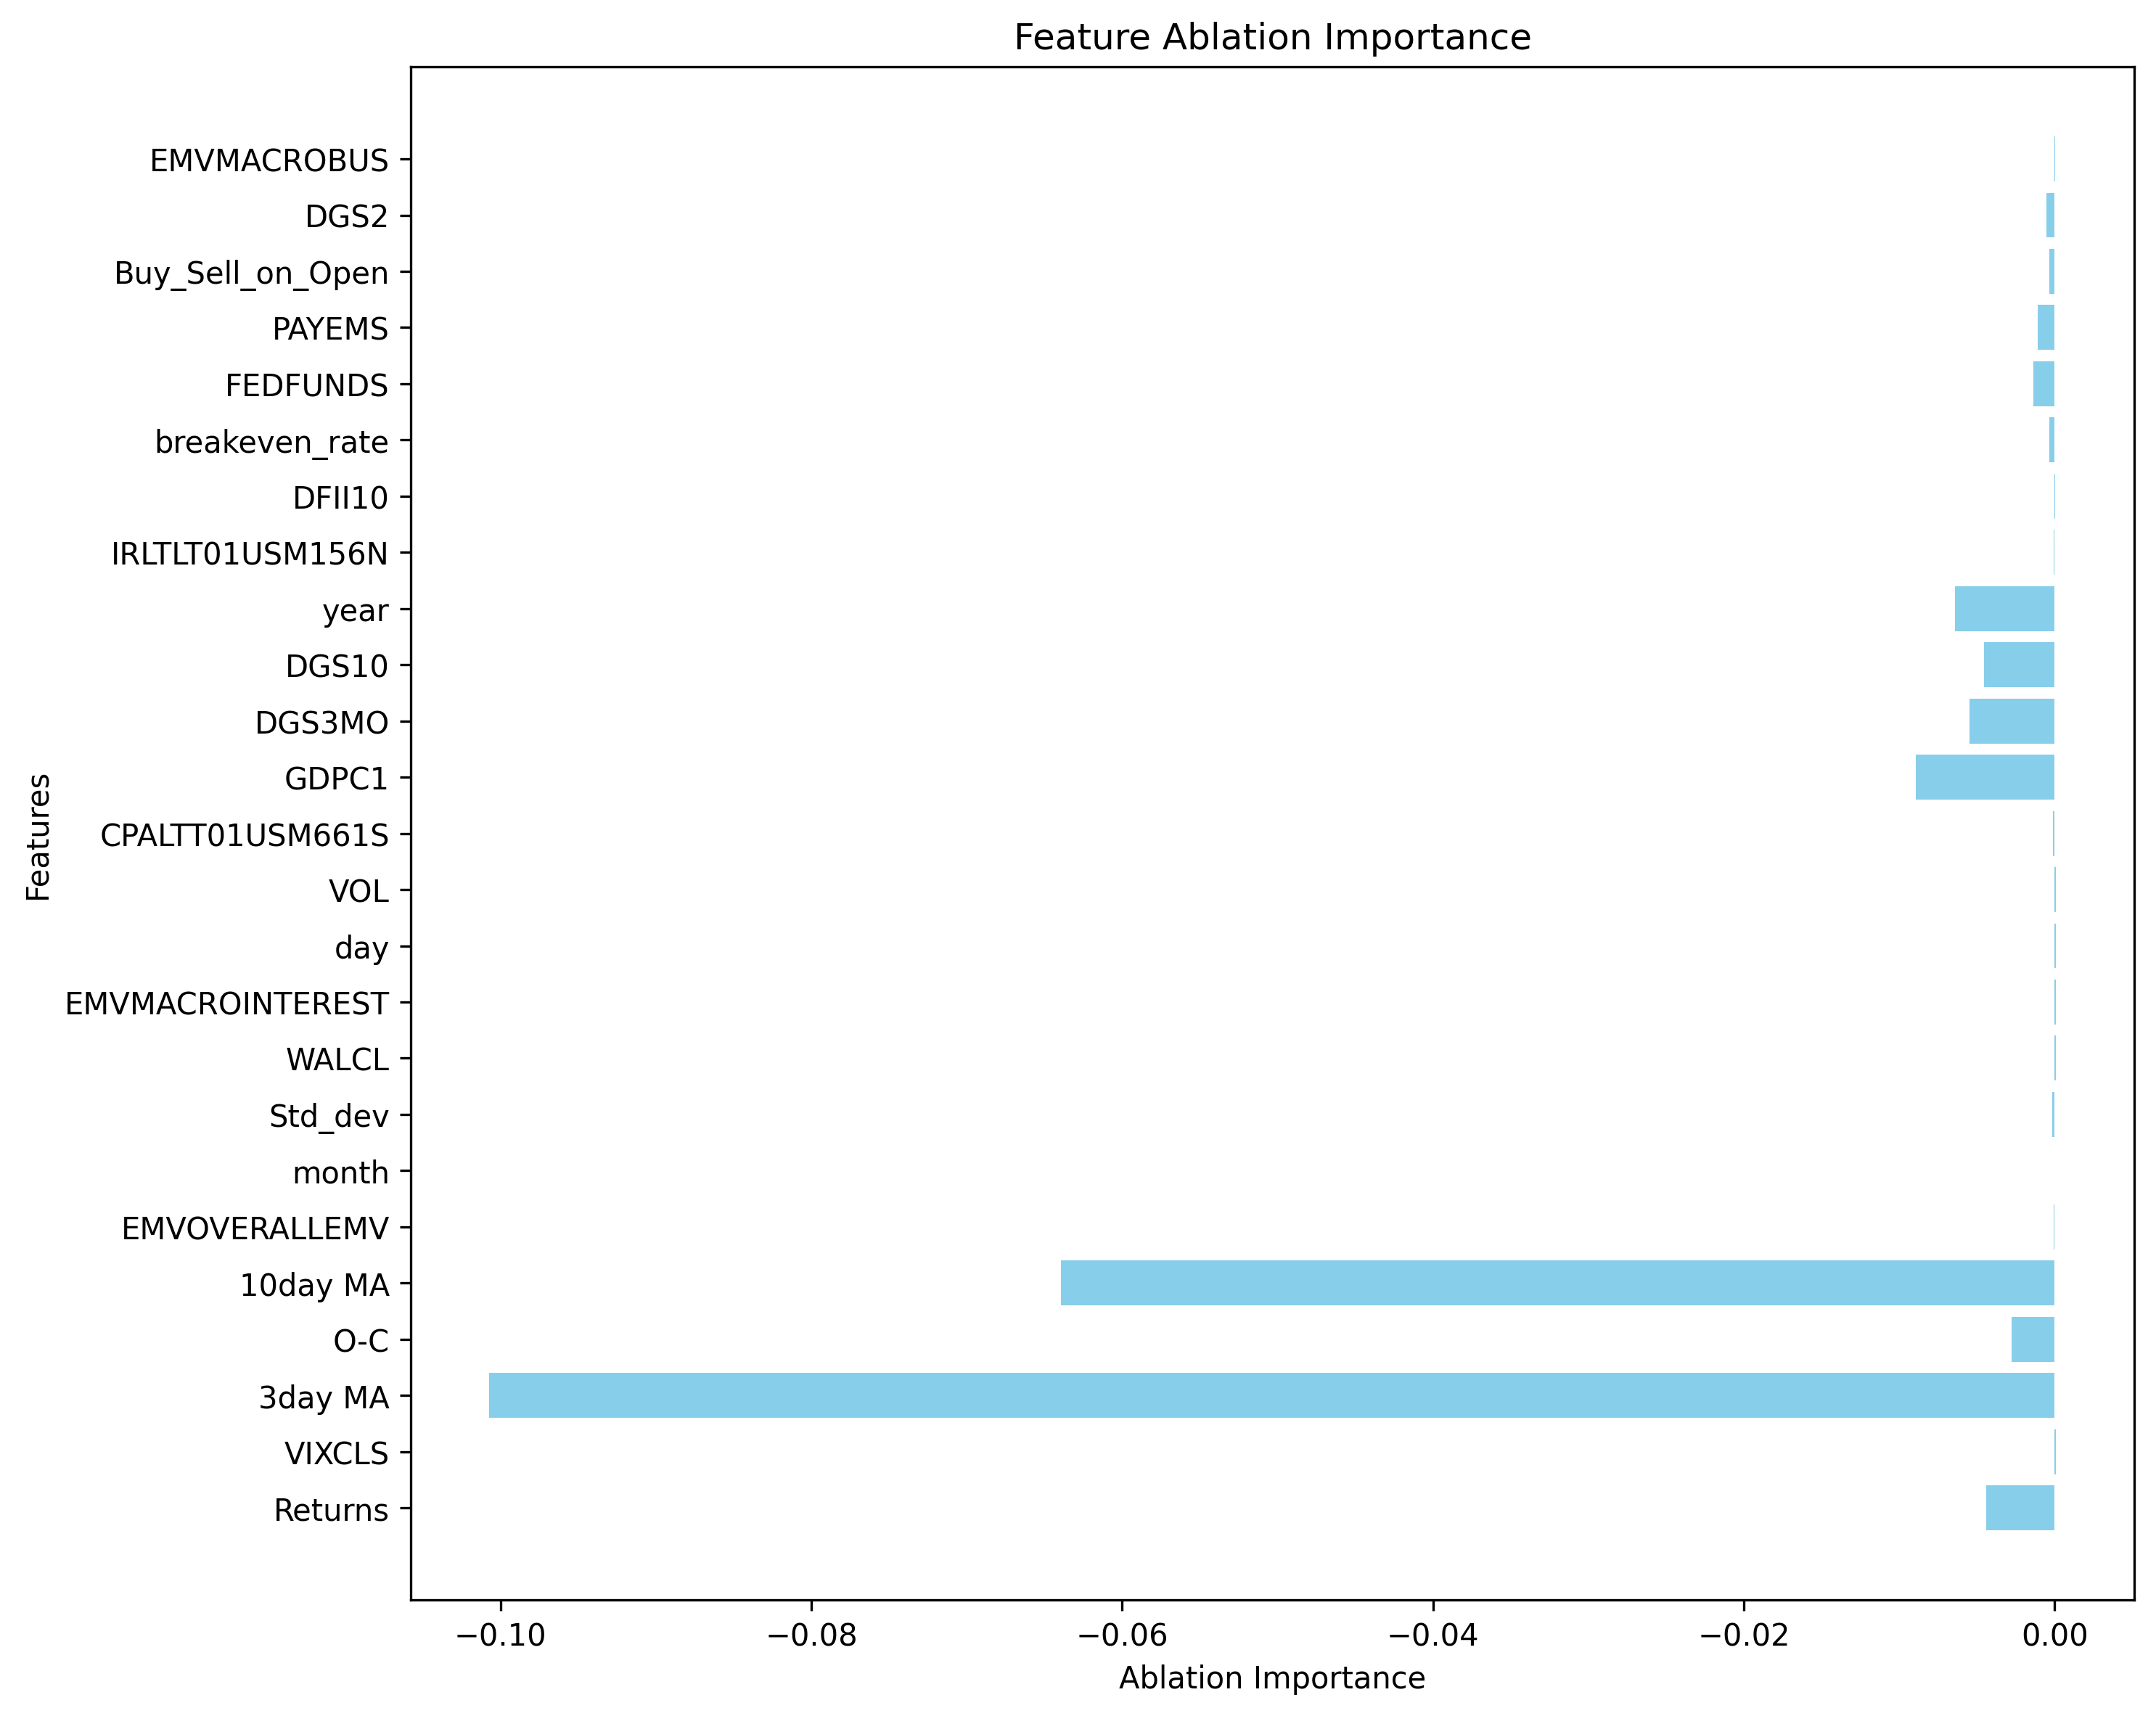 Feature Ablation Importance
EMVMACROBUS
DGS2
Buy_Sell_on_Open
PAYEMS
FEDFUNDS
breakeven_rate
DFII10
IRLTLT01USM156N
year
DGS10
DGS3MO
GDPC1
CPALTT01USM661S
VOL
day
EMVMACROINTEREST
WALCL
Std_dev
month
EMVOVERALLEMV
10day MA
O-C
3day MA
VIXCLS
Returns
Features
−0.10 −0.08 −0.06 −0.04 −0.02 0.00
Ablation Importance